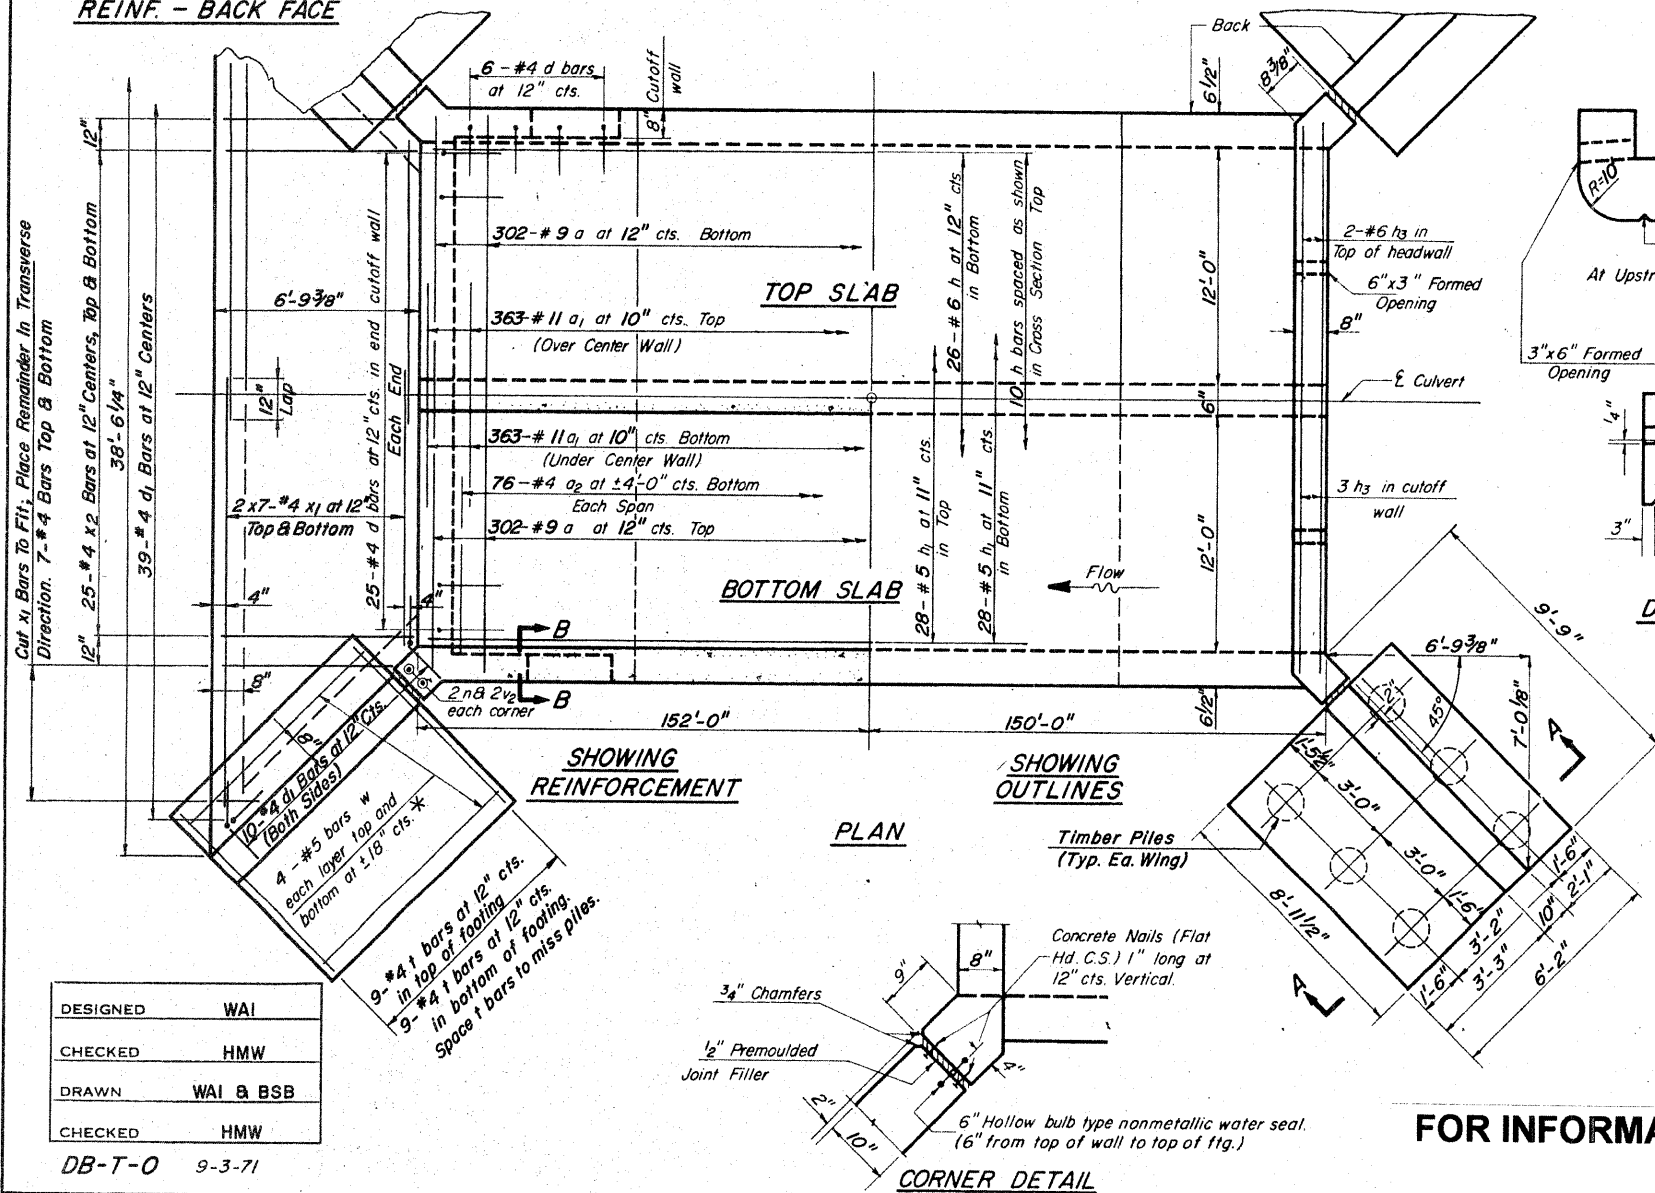 REINF. - BACK FACE
6 - #4 d bars
at 12" cts.
8" Cutoff
wall
Back
6 1/2"
8 3/8"
12"
Cut x1 Bars To Fit; Place Remainder In Transverse
Direction. 7-#4 Bars Top & Bottom
25-#4 x2 Bars at 12" Centers, Top & Bottom
38'-6 1/4"
39-#4 d1 Bars at 12" Centers
12"
6'-9 3/8"
25-#4 d bars at 12" cts. in end cutoff wall
Each End
12"
Lap
2 x 7-#4 x1 at 12"
Top & Bottom
4"
4"
8"
302-#9 a at 12" cts. Bottom
TOP SLAB
363-#11 a1 at 10" cts. Top
(Over Center Wall)
363-#11 a1 at 10" cts. Bottom
(Under Center Wall)
76-#4 a2 at ±4'-0" cts. Bottom
Each Span
302-#9 a at 12" cts. Top
BOTTOM SLAB
26-#6 h at 12" cts.
in Bottom
10 h bars spaced as shown
in Cross Section Top
28-#5 h1 at 11" cts.
in Top
28-#5 h1 at 11" cts.
in Bottom
Flow
12'-0"
6"
12'-0"
6 1/2"
2-#6 h3 in
Top of headwall
6"x3" Formed
Opening
8"
℄ Culvert
3 h3 in cutoff
wall
R=10"
At Upstr
3"x6" Formed
Opening
1/4"
3"
D
B
B
2 n & 2 v2
each corner
152'-0"
150'-0"
SHOWING
REINFORCEMENT
SHOWING
OUTLINES
PLAN
8"
10-#4 d1 Bars at 12" Cts.
(Both Sides)
4 - #5 bars w
each layer top and
bottom at ±18" cts. *
9-#4 t bars at 12" cts.
in top of footing
9-#4 t bars at 12" cts.
in bottom of footing.
Space t bars to miss piles.
9'-9"
6'-9 3/8"
45°
7'-0 1/8"
A
A
1'-5 1/2"
3'-0"
3'-0"
1'-6"
8'-11 1/2"
Timber Piles
(Typ. Ea. Wing)
1'-6"
2'-1"
10"
3'-2"
1'-6"
3'-3"
6'-2"
9"
8"
Concrete Nails (Flat
Hd. C.S.) 1" long at
12" cts. Vertical.
3/4" Chamfers
1/2" Premoulded
Joint Filler
4"
2"
10"
6" Hollow bulb type nonmetallic water seal.
(6" from top of wall to top of ftg.)
CORNER DETAIL
DESIGNED WAI
CHECKED HMW
DRAWN WAI & BSB
CHECKED HMW
DB-T-O 9-3-71
FOR INFORMA